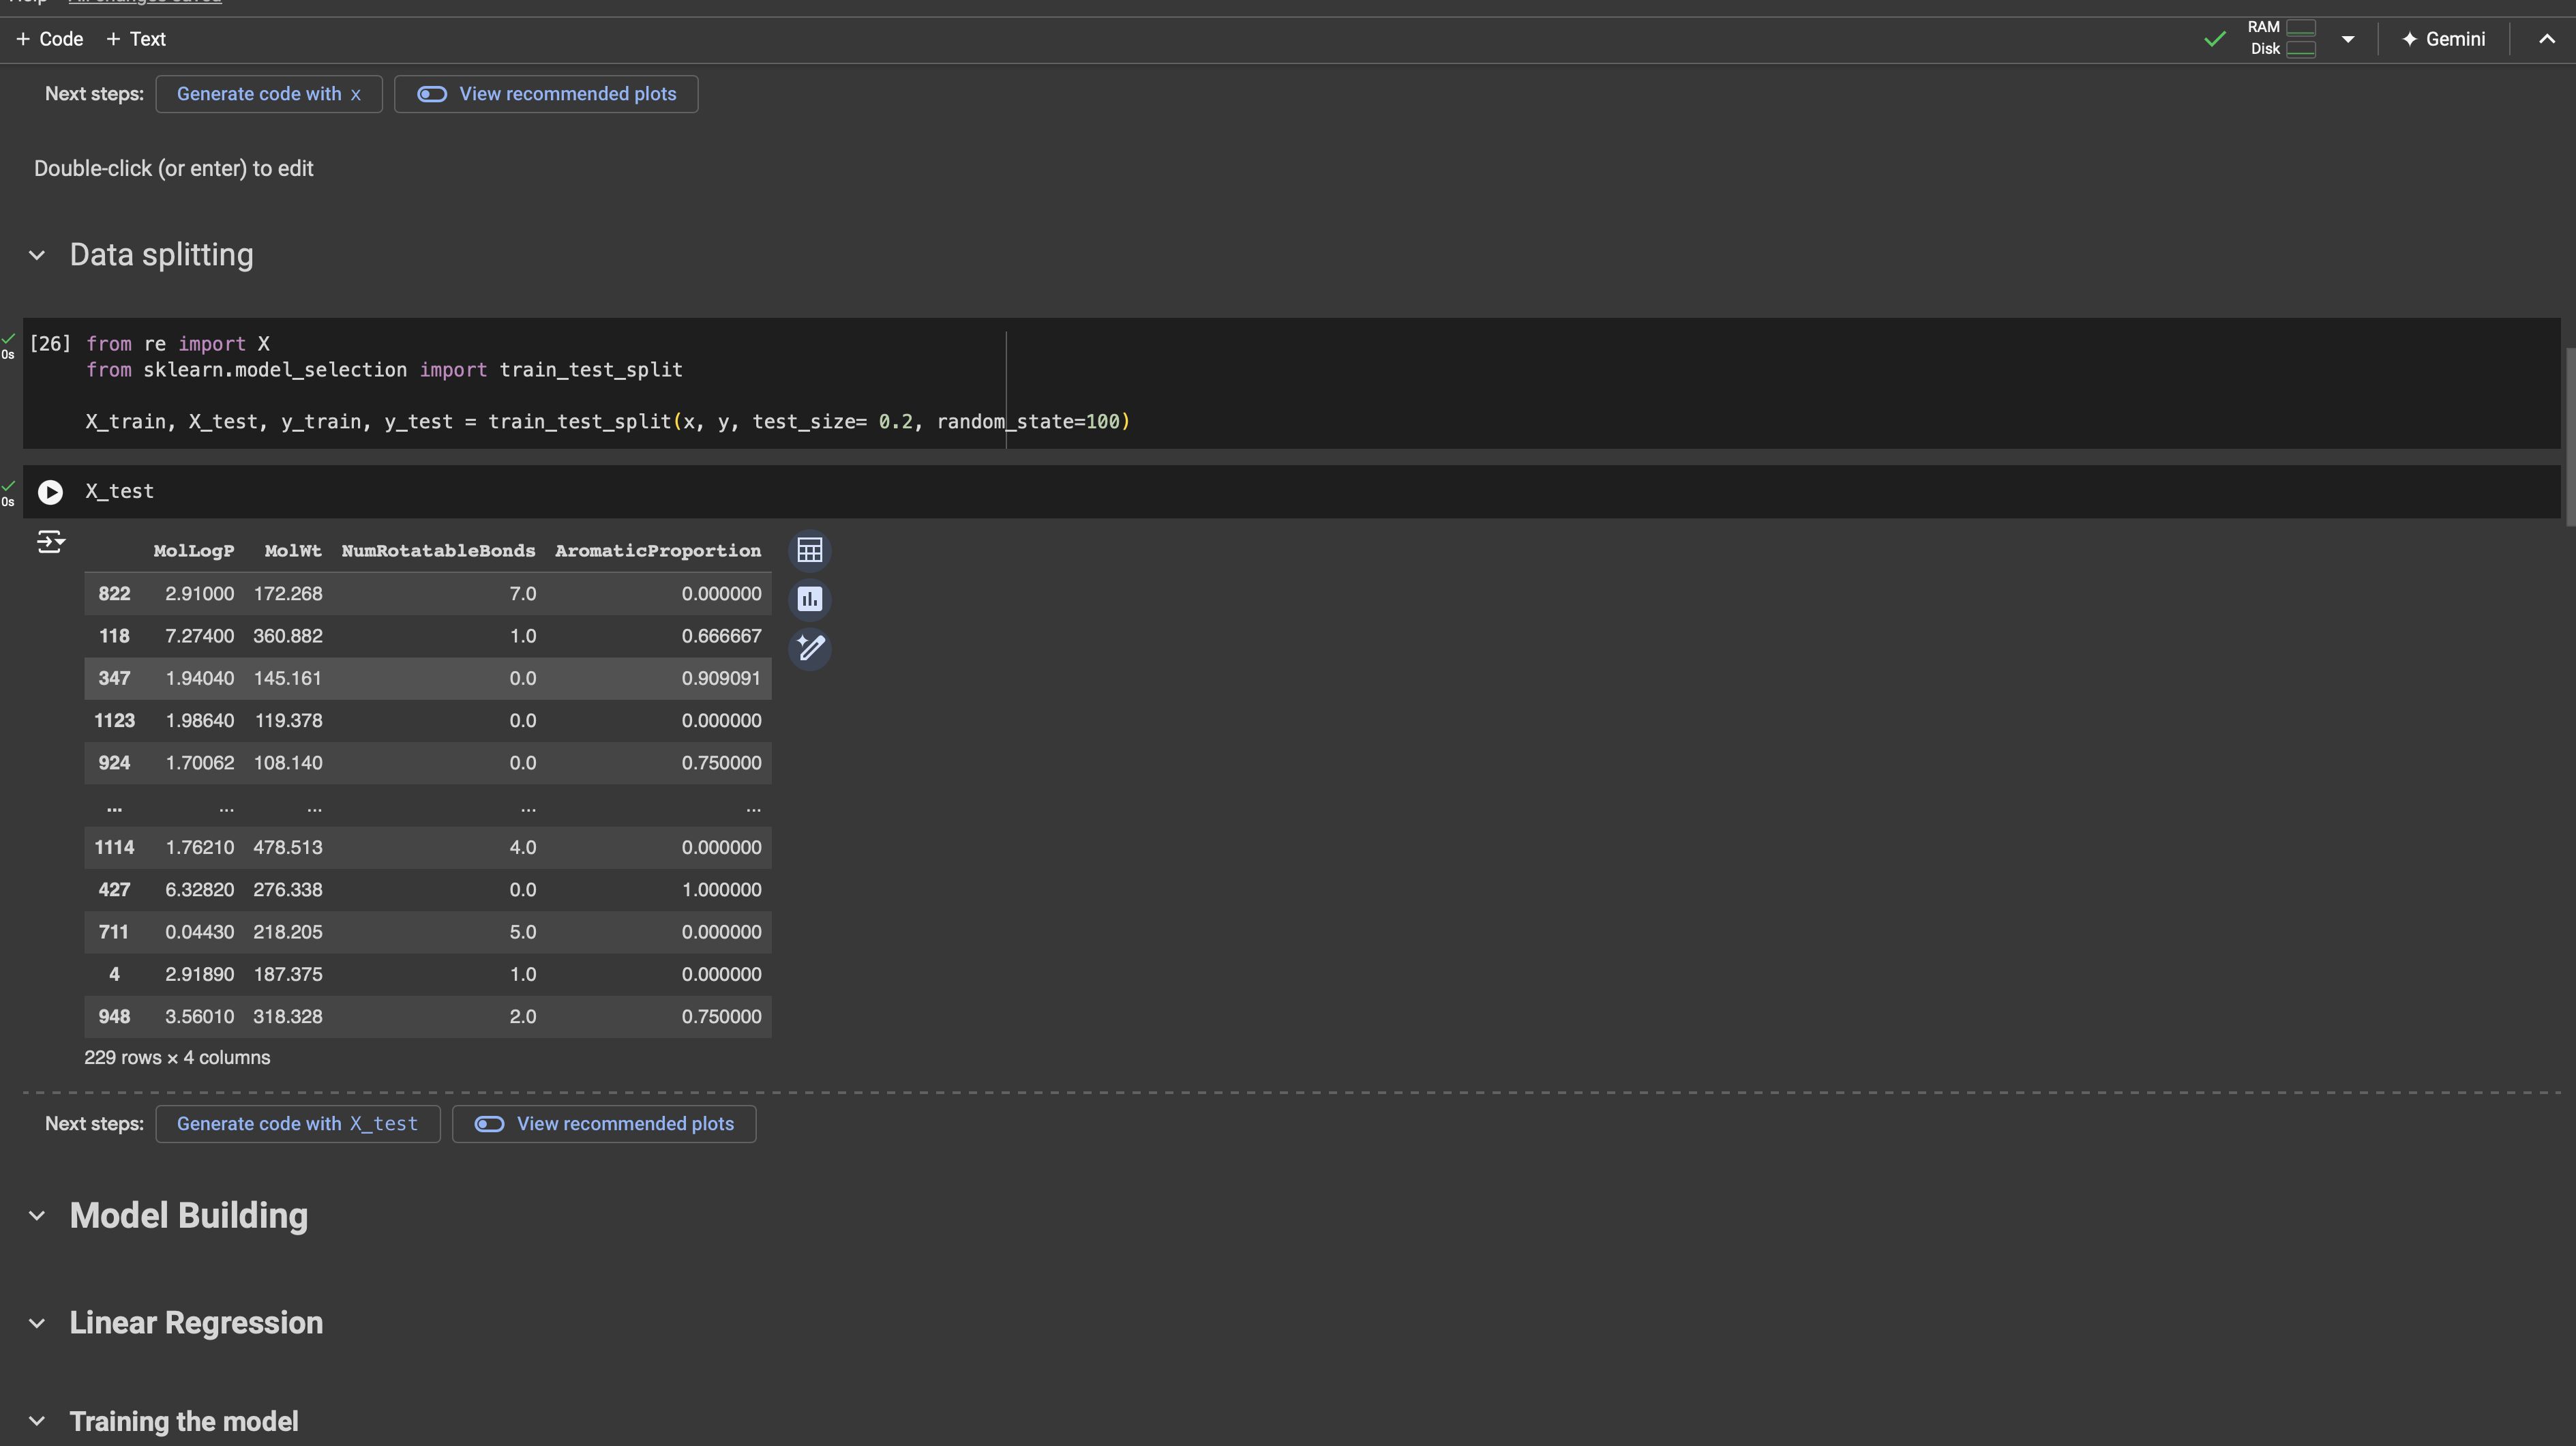 Help All changes saved
+ Code + Text
RAM
Disk
Gemini
Next steps: Generate code with x View recommended plots
Double-click (or enter) to edit
Data splitting
0s
[26] from re import X
from sklearn.model_selection import train_test_split
X_train, X_test, y_train, y_test = train_test_split(x, y, test_size= 0.2, random_state=100)
0s
X_test
MolLogP MolWt NumRotatableBonds AromaticProportion
822 2.91000 172.268 7.0 0.000000
118 7.27400 360.882 1.0 0.666667
347 1.94040 145.161 0.0 0.909091
1123 1.98640 119.378 0.0 0.000000
924 1.70062 108.140 0.0 0.750000
... ... ... ... ...
1114 1.76210 478.513 4.0 0.000000
427 6.32820 276.338 0.0 1.000000
711 0.04430 218.205 5.0 0.000000
4 2.91890 187.375 1.0 0.000000
948 3.56010 318.328 2.0 0.750000
229 rows × 4 columns
Next steps: Generate code with X_test View recommended plots
Model Building
Linear Regression
Training the model